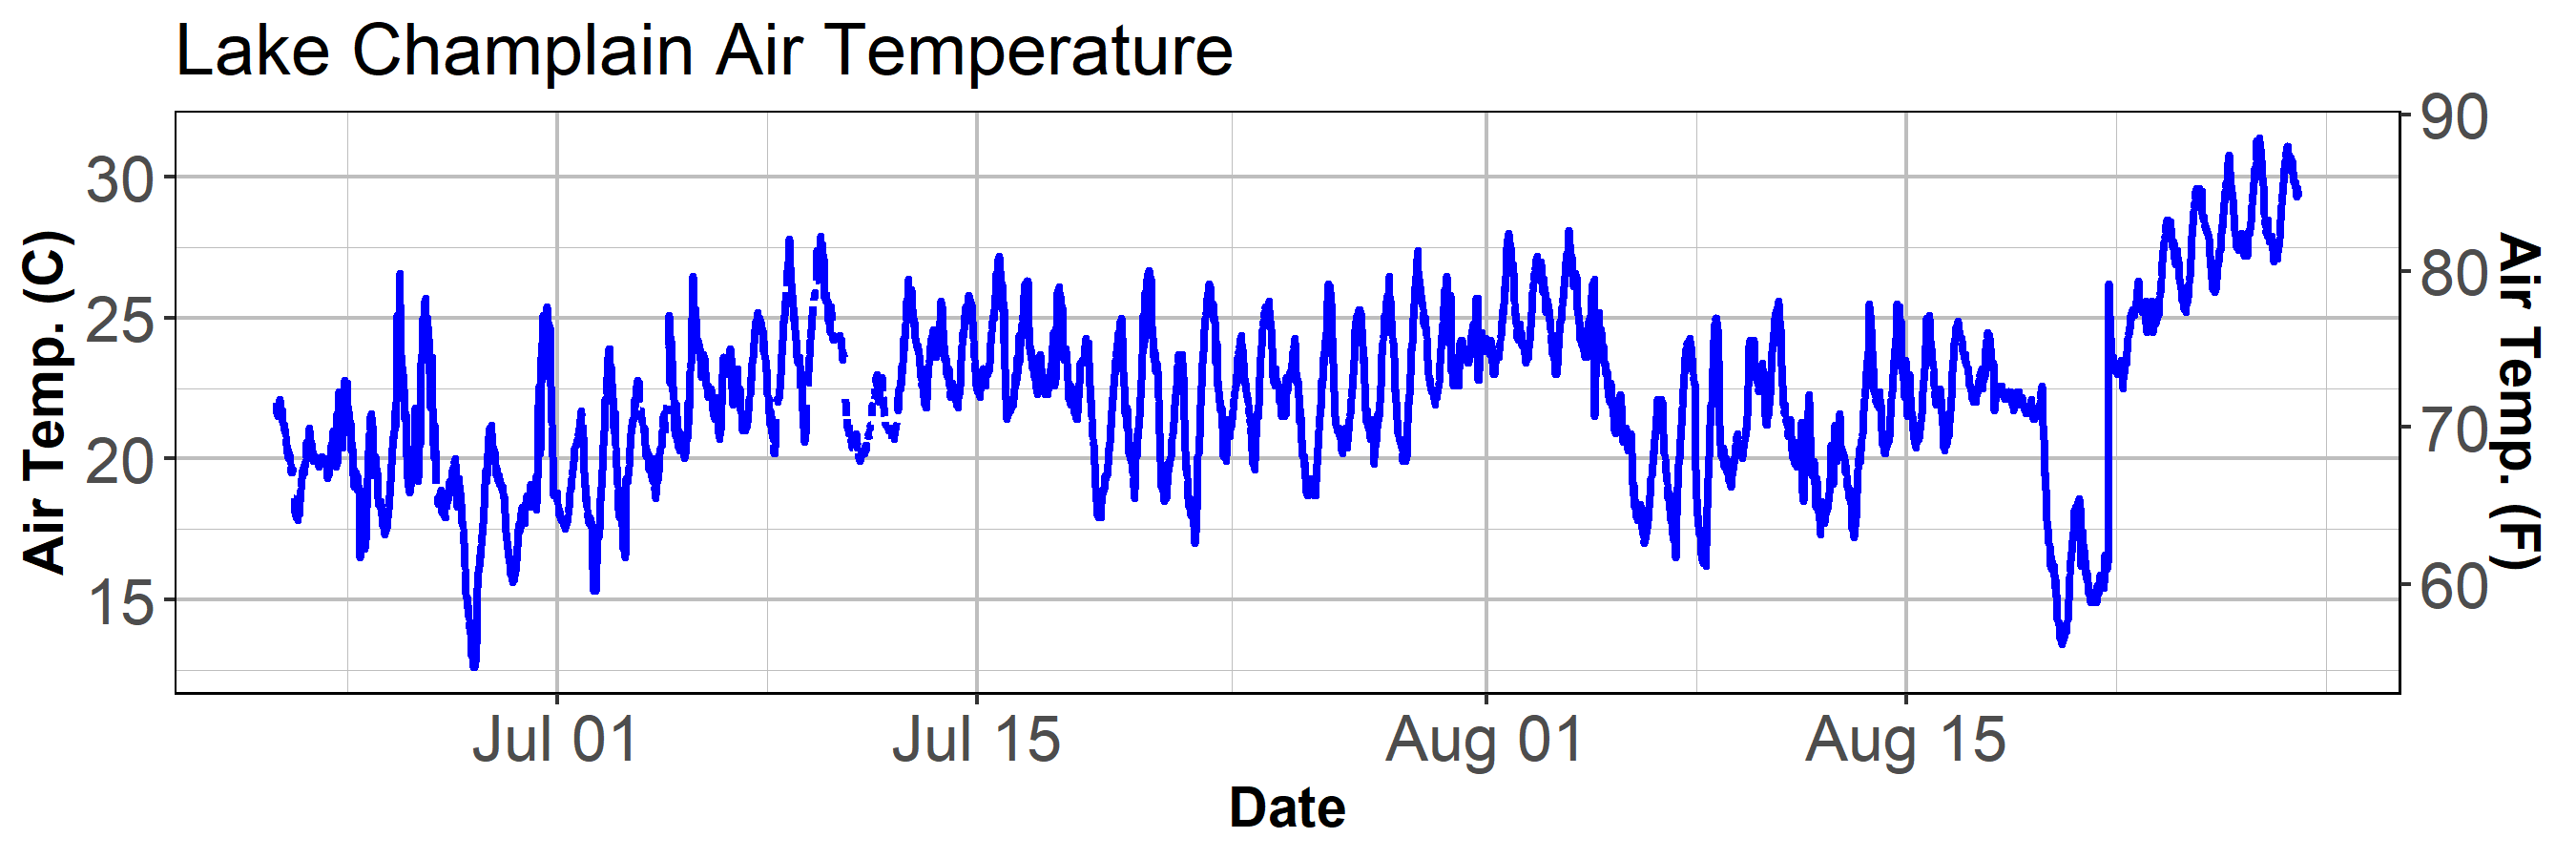 Lake Champlain Air Temperature
Air Temp. (C)
30
25
20
15
90
80
70
60
Air Temp. (F)
Jul 01 Jul 15 Aug 01 Aug 15
Date